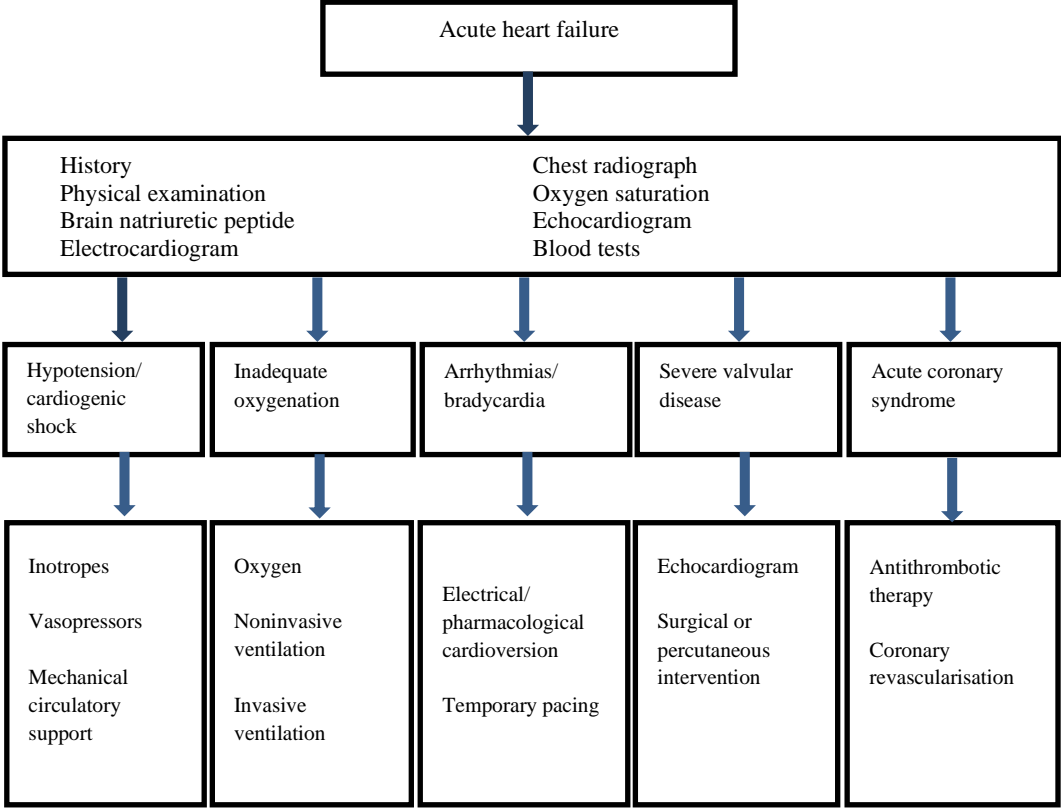 Acute heart failure
History
Physical examination
Brain natriuretic peptide
Electrocardiogram
Chest radiograph
Oxygen saturation
Echocardiogram
Blood tests
Hypotension/
cardiogenic
shock
Inadequate
oxygenation
Arrhythmias/
bradycardia
Severe valvular
disease
Acute coronary
syndrome
Inotropes
Vasopressors
Mechanical
circulatory
support
Oxygen
Noninvasive
ventilation
Invasive
ventilation
Electrical/
pharmacological
cardioversion
Temporary pacing
Echocardiogram
Surgical or
percutaneous
intervention
Antithrombotic
therapy
Coronary
revascularisation